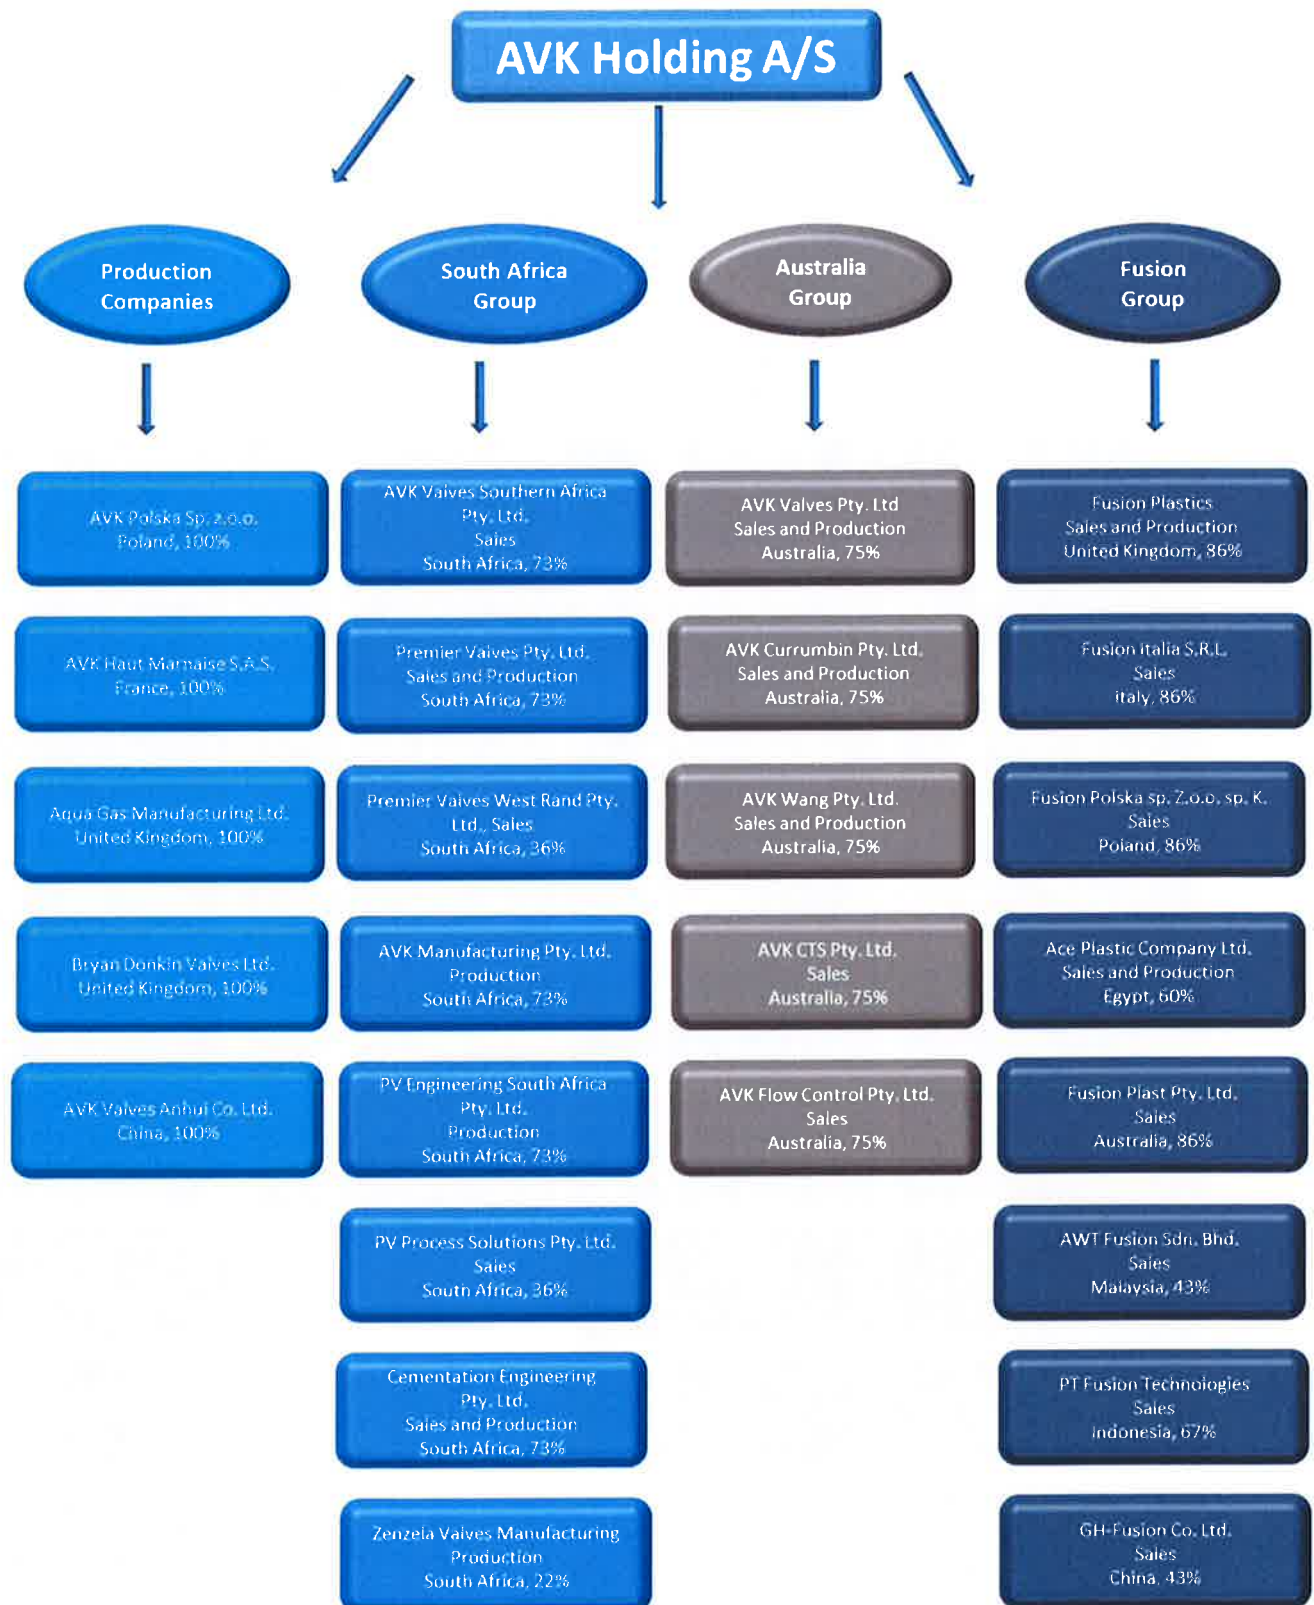 AVK Holding A/S
Production
Companies
South Africa
Group
Australia
Group
Fusion
Group
AVK Polska Sp. z.o.o.
Poland, 100%
AVK Haut Marnaise S.A.S.
France, 100%
Aqua Gas Manufacturing Ltd.
United Kingdom, 100%
Bryan Donkin Valves Ltd.
United Kingdom, 100%
AVK Valves Anhui Co. Ltd.
China, 100%
AVK Valves Southern Africa
Pty. Ltd.
Sales
South Africa, 73%
Premier Valves Pty. Ltd.
Sales and Production
South Africa, 73%
Premier Valves West Rand Pty.
Ltd., Sales
South Africa, 36%
AVK Manufacturing Pty. Ltd.
Production
South Africa, 73%
PV Engineering South Africa
Pty. Ltd.
Production
South Africa, 73%
PV Process Solutions Pty. Ltd.
Sales
South Africa, 36%
Cementation Engineering
Pty. Ltd.
Sales and Production
South Africa, 73%
Zenzela Valves Manufacturing
Production
South Africa, 22%
AVK Valves Pty. Ltd
Sales and Production
Australia, 75%
AVK Currumbin Pty. Ltd.
Sales and Production
Australia, 75%
AVK Wang Pty. Ltd.
Sales and Production
Australia, 75%
AVK CTS Pty. Ltd.
Sales
Australia, 75%
AVK Flow Control Pty. Ltd.
Sales
Australia, 75%
Fusion Plastics
Sales and Production
United Kingdom, 86%
Fusion Italia S.R.L.
Sales
Italy, 86%
Fusion Polska sp. Z.o.o. sp. K.
Sales
Poland, 86%
Ace Plastic Company Ltd.
Sales and Production
Egypt, 60%
Fusion Plast Pty. Ltd.
Sales
Australia, 86%
AWT Fusion Sdn. Bhd.
Sales
Malaysia, 43%
PT Fusion Technologies
Sales
Indonesia, 67%
GH-Fusion Co. Ltd.
Sales
China, 43%